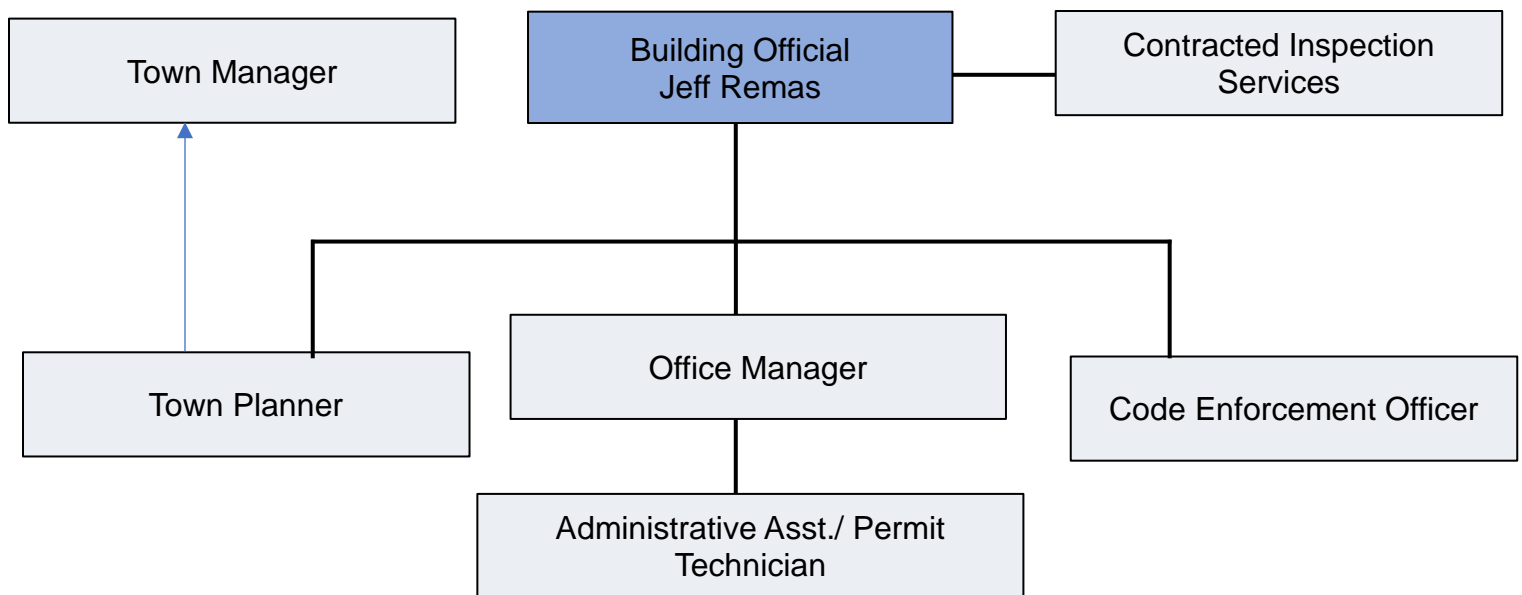 Town Manager
Building Official
Jeff Remas
Contracted Inspection
Services
Town Planner
Office Manager
Code Enforcement Officer
Administrative Asst./ Permit
Technician